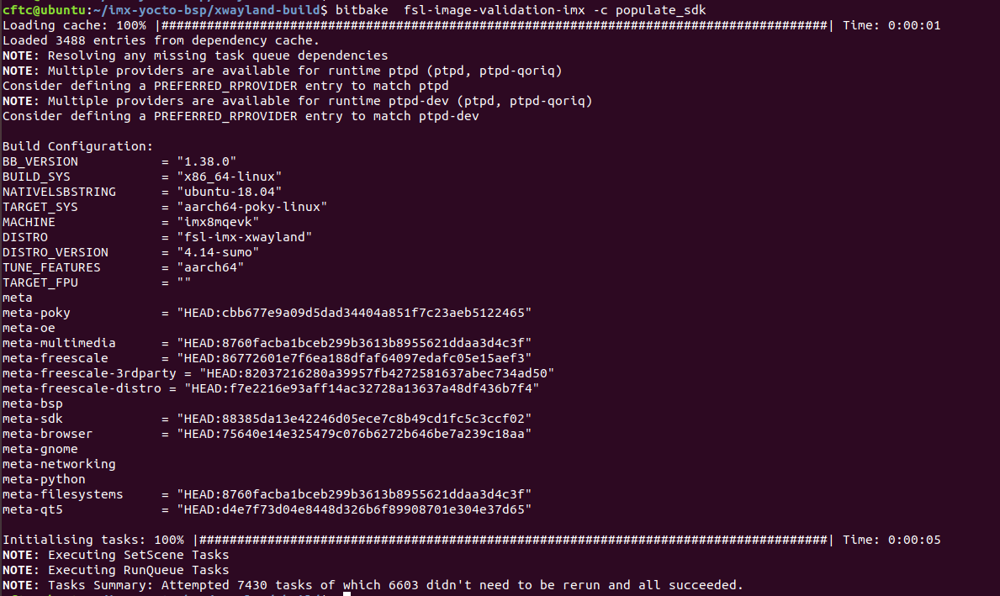 cftc@ubuntu:~/imx-yocto-bsp/xwayland-build$ bitbake  fsl-image-validation-imx -c populate_sdk
Loading cache: 100% |###################################################################################| Time: 0:00:01
Loaded 3488 entries from dependency cache.
NOTE: Resolving any missing task queue dependencies
NOTE: Multiple providers are available for runtime ptpd (ptpd, ptpd-qoriq)
Consider defining a PREFERRED_RPROVIDER entry to match ptpd
NOTE: Multiple providers are available for runtime ptpd-dev (ptpd, ptpd-qoriq)
Consider defining a PREFERRED_RPROVIDER entry to match ptpd-dev
Build Configuration:
BB_VERSION           = "1.38.0"
BUILD_SYS            = "x86_64-linux"
NATIVELSBSTRING      = "ubuntu-18.04"
TARGET_SYS           = "aarch64-poky-linux"
MACHINE              = "imx8mqevk"
DISTRO               = "fsl-imx-xwayland"
DISTRO_VERSION       = "4.14-sumo"
TUNE_FEATURES        = "aarch64"
TARGET_FPU           = ""
meta
meta-poky            = "HEAD:cbb677e9a09d5dad34404a851f7c23aeb5122465"
meta-oe
meta-multimedia      = "HEAD:8760facba1bceb299b3613b8955621ddaa3d4c3f"
meta-freescale       = "HEAD:86772601e7f6ea188dfaf64097edafc05e15aef3"
meta-freescale-3rdparty = "HEAD:82037216280a39957fb4272581637abec734ad50"
meta-freescale-distro = "HEAD:f7e2216e93aff14ac32728a13637a48df436b7f4"
meta-bsp
meta-sdk             = "HEAD:88385da13e42246d05ece7c8b49cd1fc5c3ccf02"
meta-browser         = "HEAD:75640e14e325479c076b6272b646be7a239c18aa"
meta-gnome
meta-networking
meta-python
meta-filesystems     = "HEAD:8760facba1bceb299b3613b8955621ddaa3d4c3f"
meta-qt5             = "HEAD:d4e7f73d04e8448d326b6f89908701e304e37d65"
Initialising tasks: 100% |###################################################################################| Time: 0:00:05
NOTE: Executing SetScene Tasks
NOTE: Executing RunQueue Tasks
NOTE: Tasks Summary: Attempted 7430 tasks of which 6603 didn't need to be rerun and all succeeded.